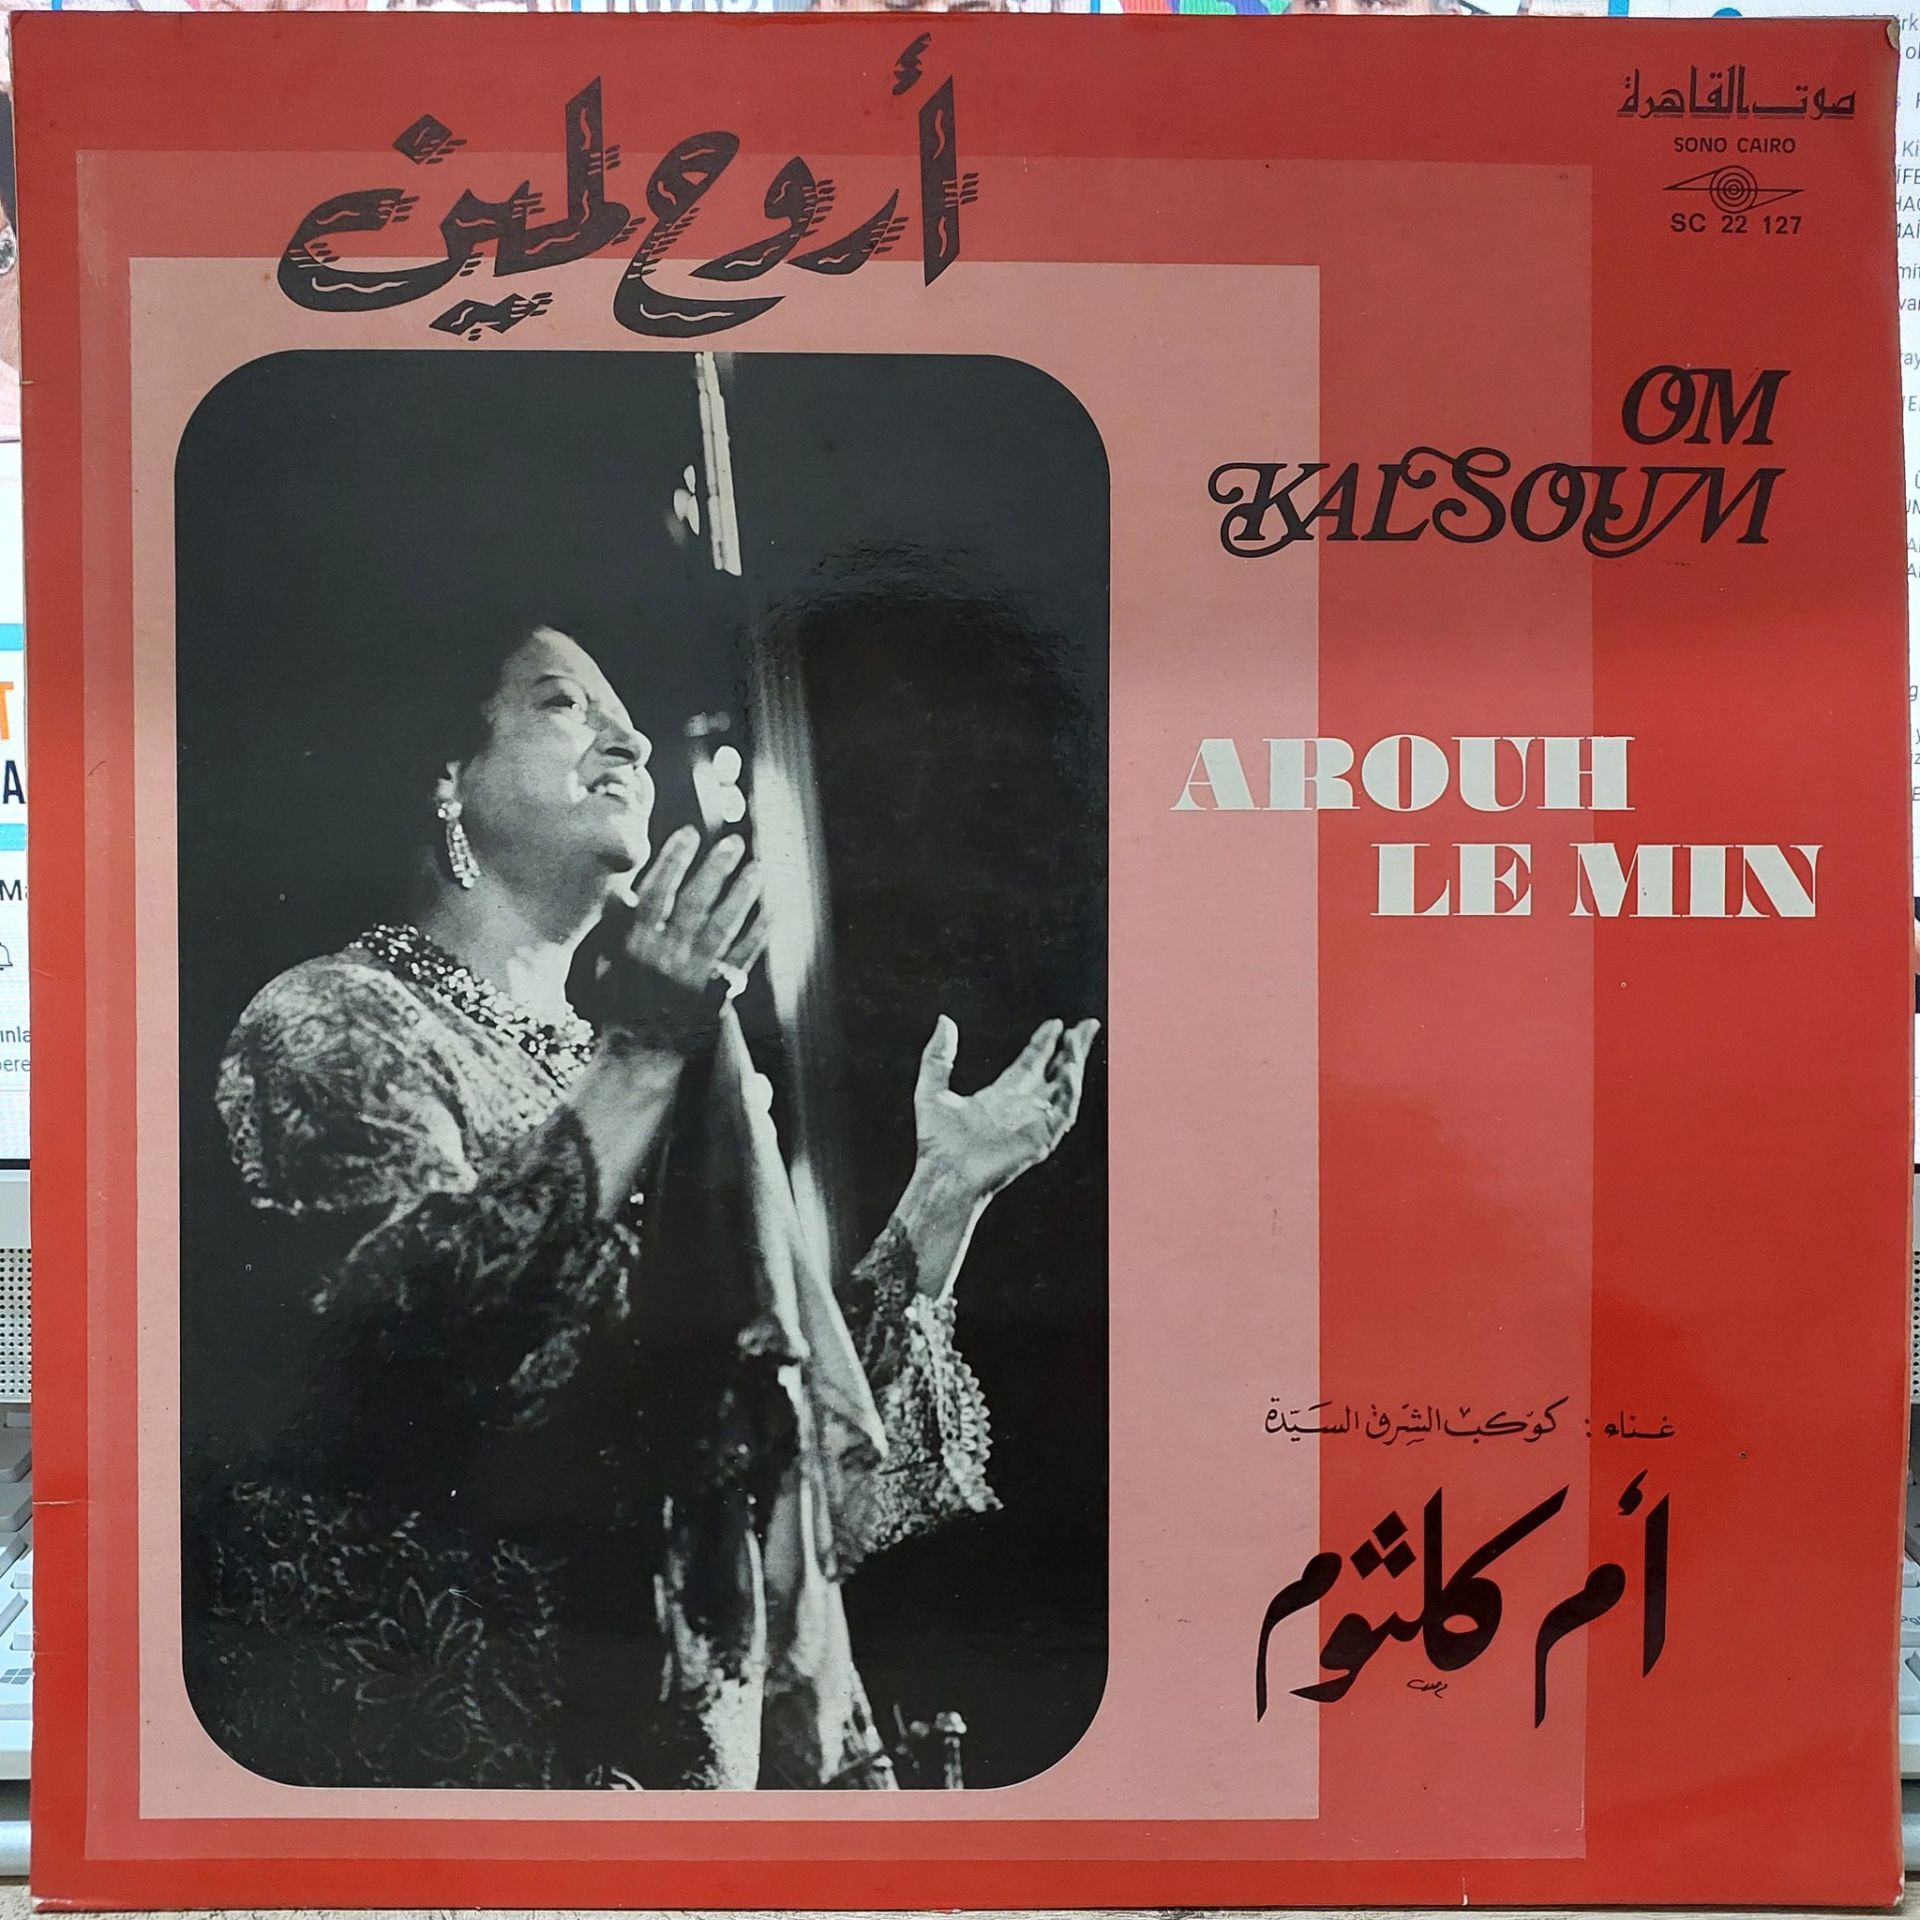 أروح لمين
صوت القاهرة
SONO CAIRO
SC 22 127
OM
KALSOUM
AROUH
LE MIN
غناء : كوكب الشرق السيدة
أم كلثوم